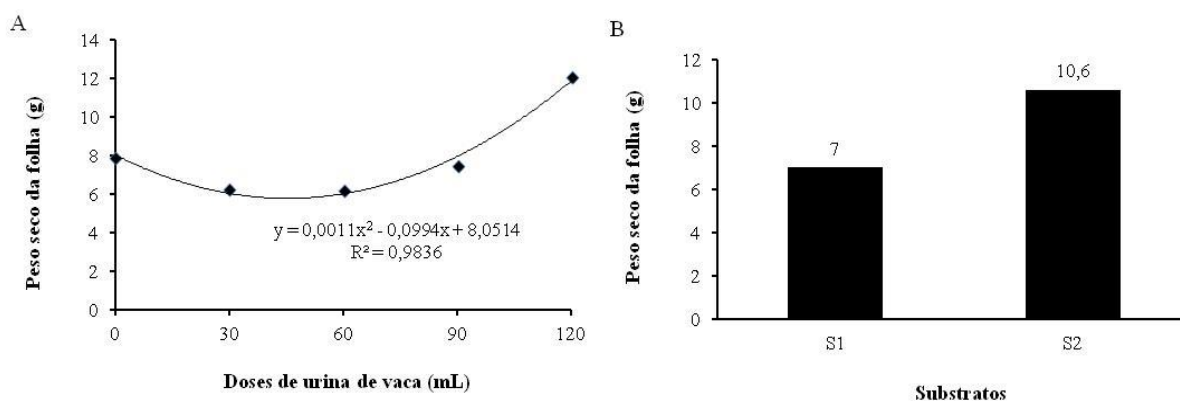 A
Peso seco da folha (g)
14
12
10
8
6
4
2
0
y = 0,0011x² - 0,0994x + 8,0514
R² = 0,9836
0 30 60 90 120
Doses de urina de vaca (mL)
B
Peso seco da folha (g)
12
10
8
6
4
2
0
7
10,6
S1 S2
Substratos